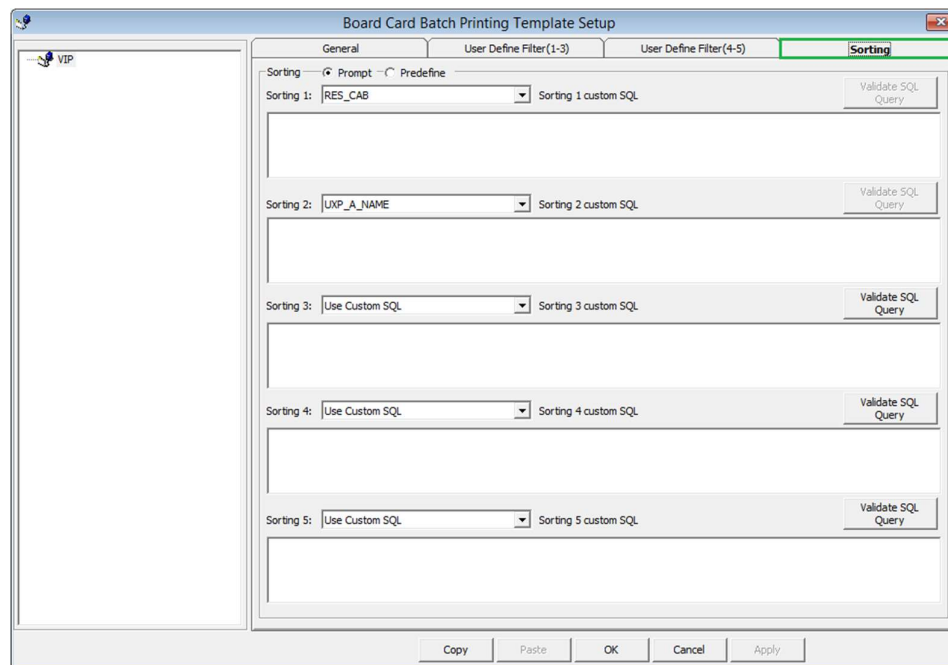 Board Card Batch Printing Template Setup
VIP
General
User Define Filter(1-3)
User Define Filter(4-5)
Sorting
Sorting Prompt Predefine
Sorting 1: RES_CAB Sorting 1 custom SQL
Validate SQL
Query
Sorting 2: UXP_A_NAME Sorting 2 custom SQL
Validate SQL
Query
Sorting 3: Use Custom SQL Sorting 3 custom SQL
Validate SQL
Query
Sorting 4: Use Custom SQL Sorting 4 custom SQL
Validate SQL
Query
Sorting 5: Use Custom SQL Sorting 5 custom SQL
Validate SQL
Query
Copy Paste OK Cancel Apply